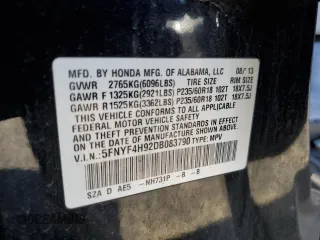 MFD. BY HONDA MFG. OF ALABAMA, LLC 08/13
GVWR 2765KG(6096LBS) TIRE SIZE RIM SIZE
GAWR F 1325KG(2921LBS) P235/60R18 102T 18X7.5J
GAWR R 1525KG(3362LBS) P235/60R18 102T 18X7.5J
THIS VEHICLE CONFORMS TO ALL APPLICABLE
FEDERAL MOTOR VEHICLE SAFETY AND THEFT
PREVENTION STANDARDS IN EFFECT ON THE DATE
OF MANUFACTURE SHOWN ABOVE.
V.I.N: 5FNYF4H92DB083790 TYPE: MPV
SZA D AE5 -NH731P -B -B